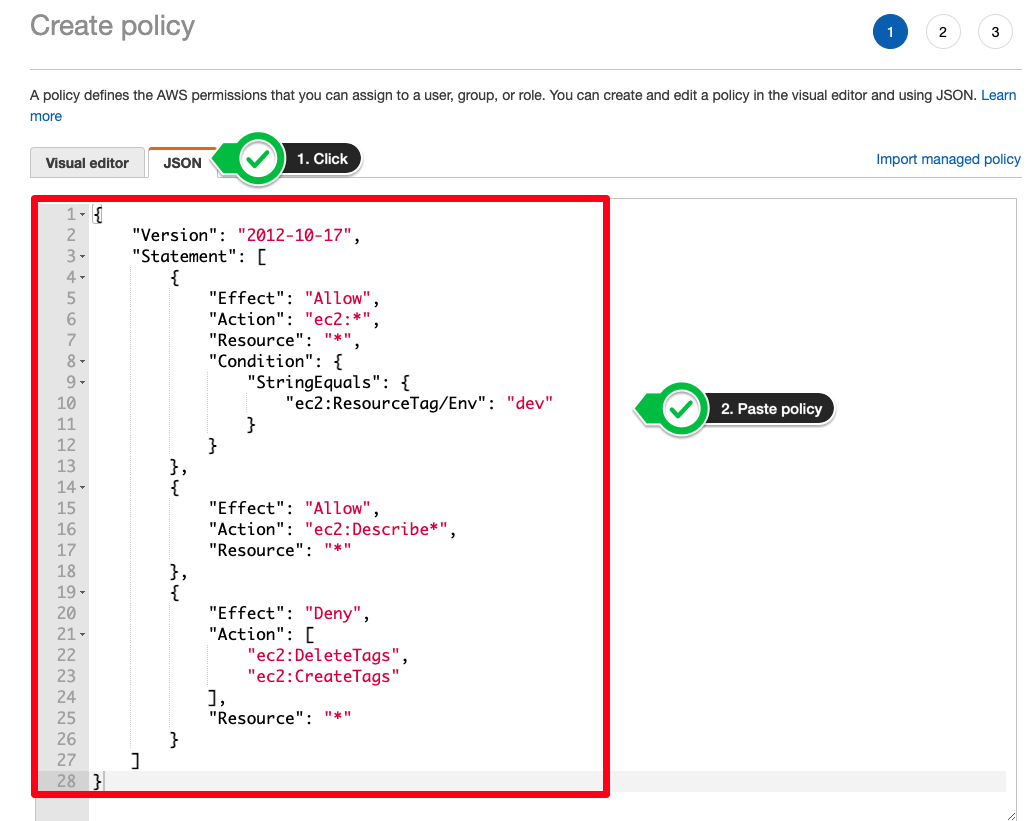 Create policy
1 2 3
A policy defines the AWS permissions that you can assign to a user, group, or role. You can create and edit a policy in the visual editor and using JSON. Learn
more
Visual editor JSON 1. Click Import managed policy
1 {
2     "Version": "2012-10-17",
3     "Statement": [
4         {
5             "Effect": "Allow",
6             "Action": "ec2:*",
7             "Resource": "*",
8             "Condition": {
9                 "StringEquals": {
10                     "ec2:ResourceTag/Env": "dev"
11                 }
12             }
13         },
14         {
15             "Effect": "Allow",
16             "Action": "ec2:Describe*",
17             "Resource": "*"
18         },
19         {
20             "Effect": "Deny",
21             "Action": [
22                 "ec2:DeleteTags",
23                 "ec2:CreateTags"
24             ],
25             "Resource": "*"
26         }
27     ]
28 }
2. Paste policy